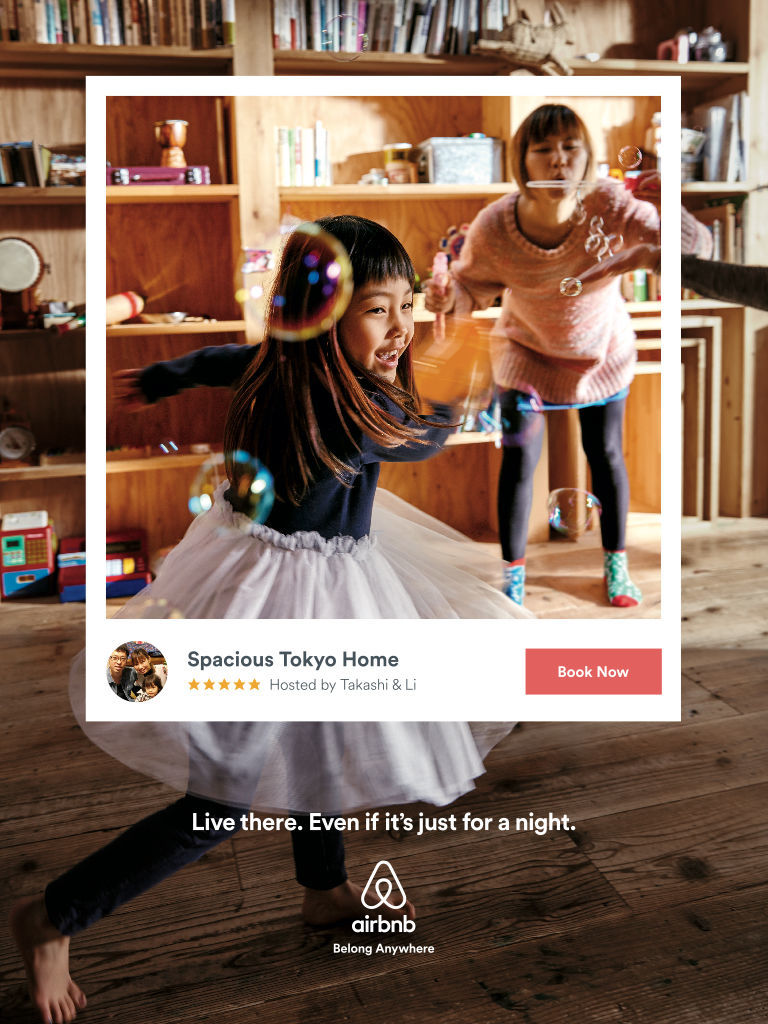 Spacious Tokyo Home
★★★★★ Hosted by Takashi & Li
Book Now
Live there. Even if it's just for a night.
airbnb
Belong Anywhere